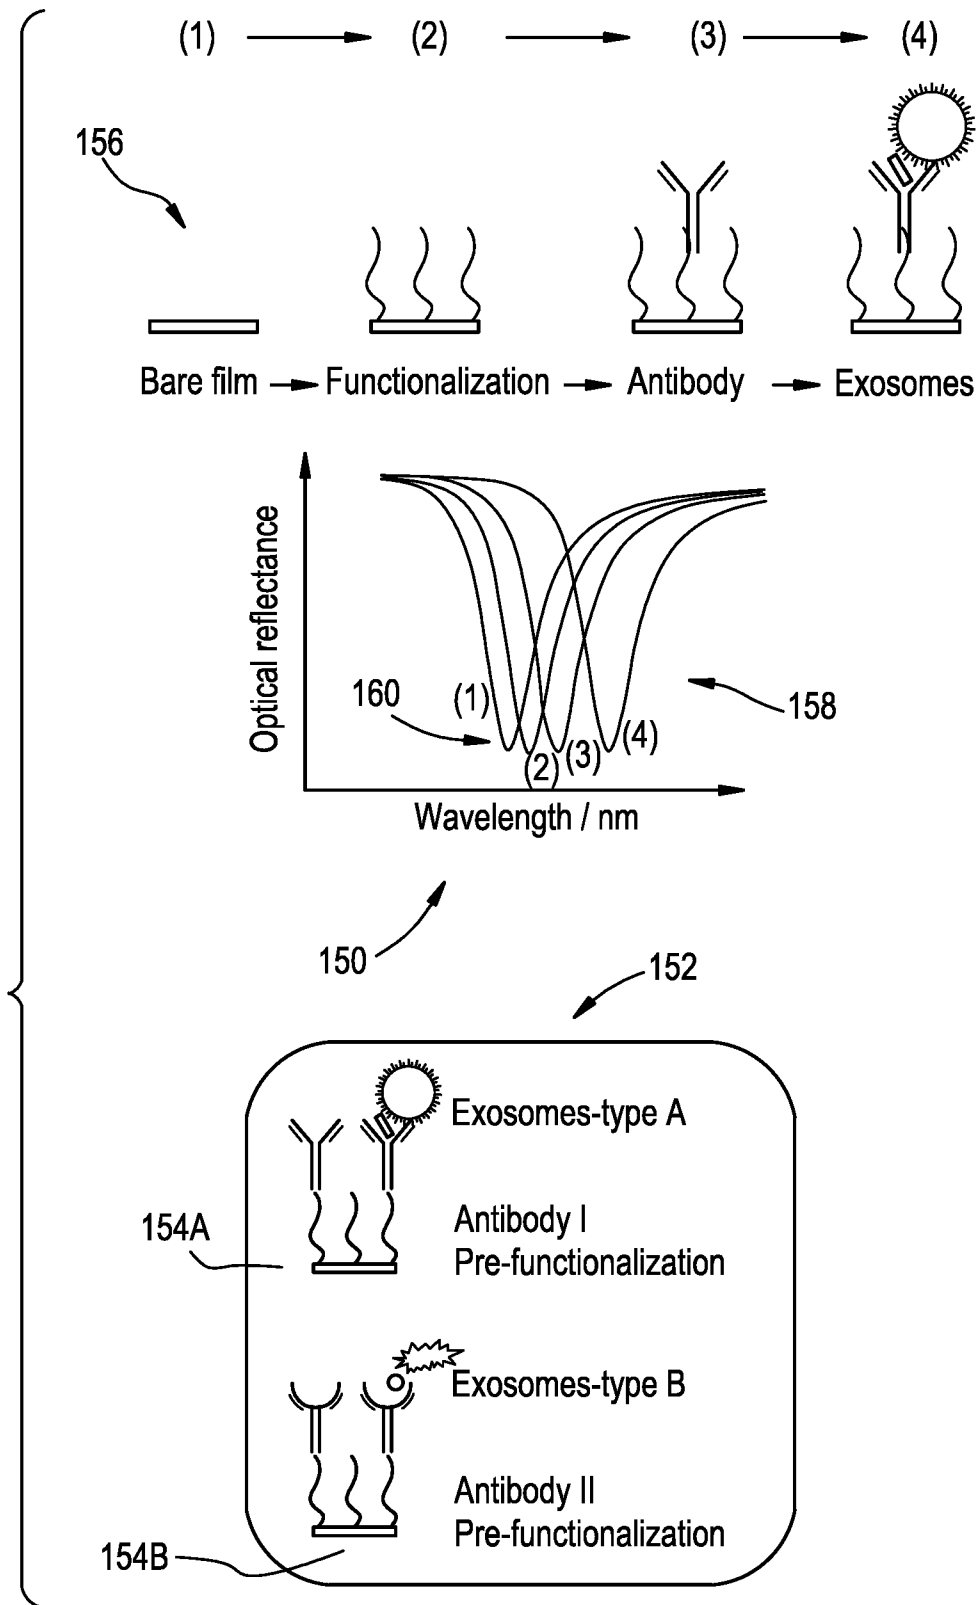 (1) (2) (3) (4)
156
Bare film Functionalization Antibody Exosomes
Optical reflectance
160
(1)
(2)
(3)
(4)
158
Wavelength / nm
150
152
Exosomes-type A
154A
Antibody I
Pre-functionalization
Exosomes-type B
Antibody II
Pre-functionalization
154B